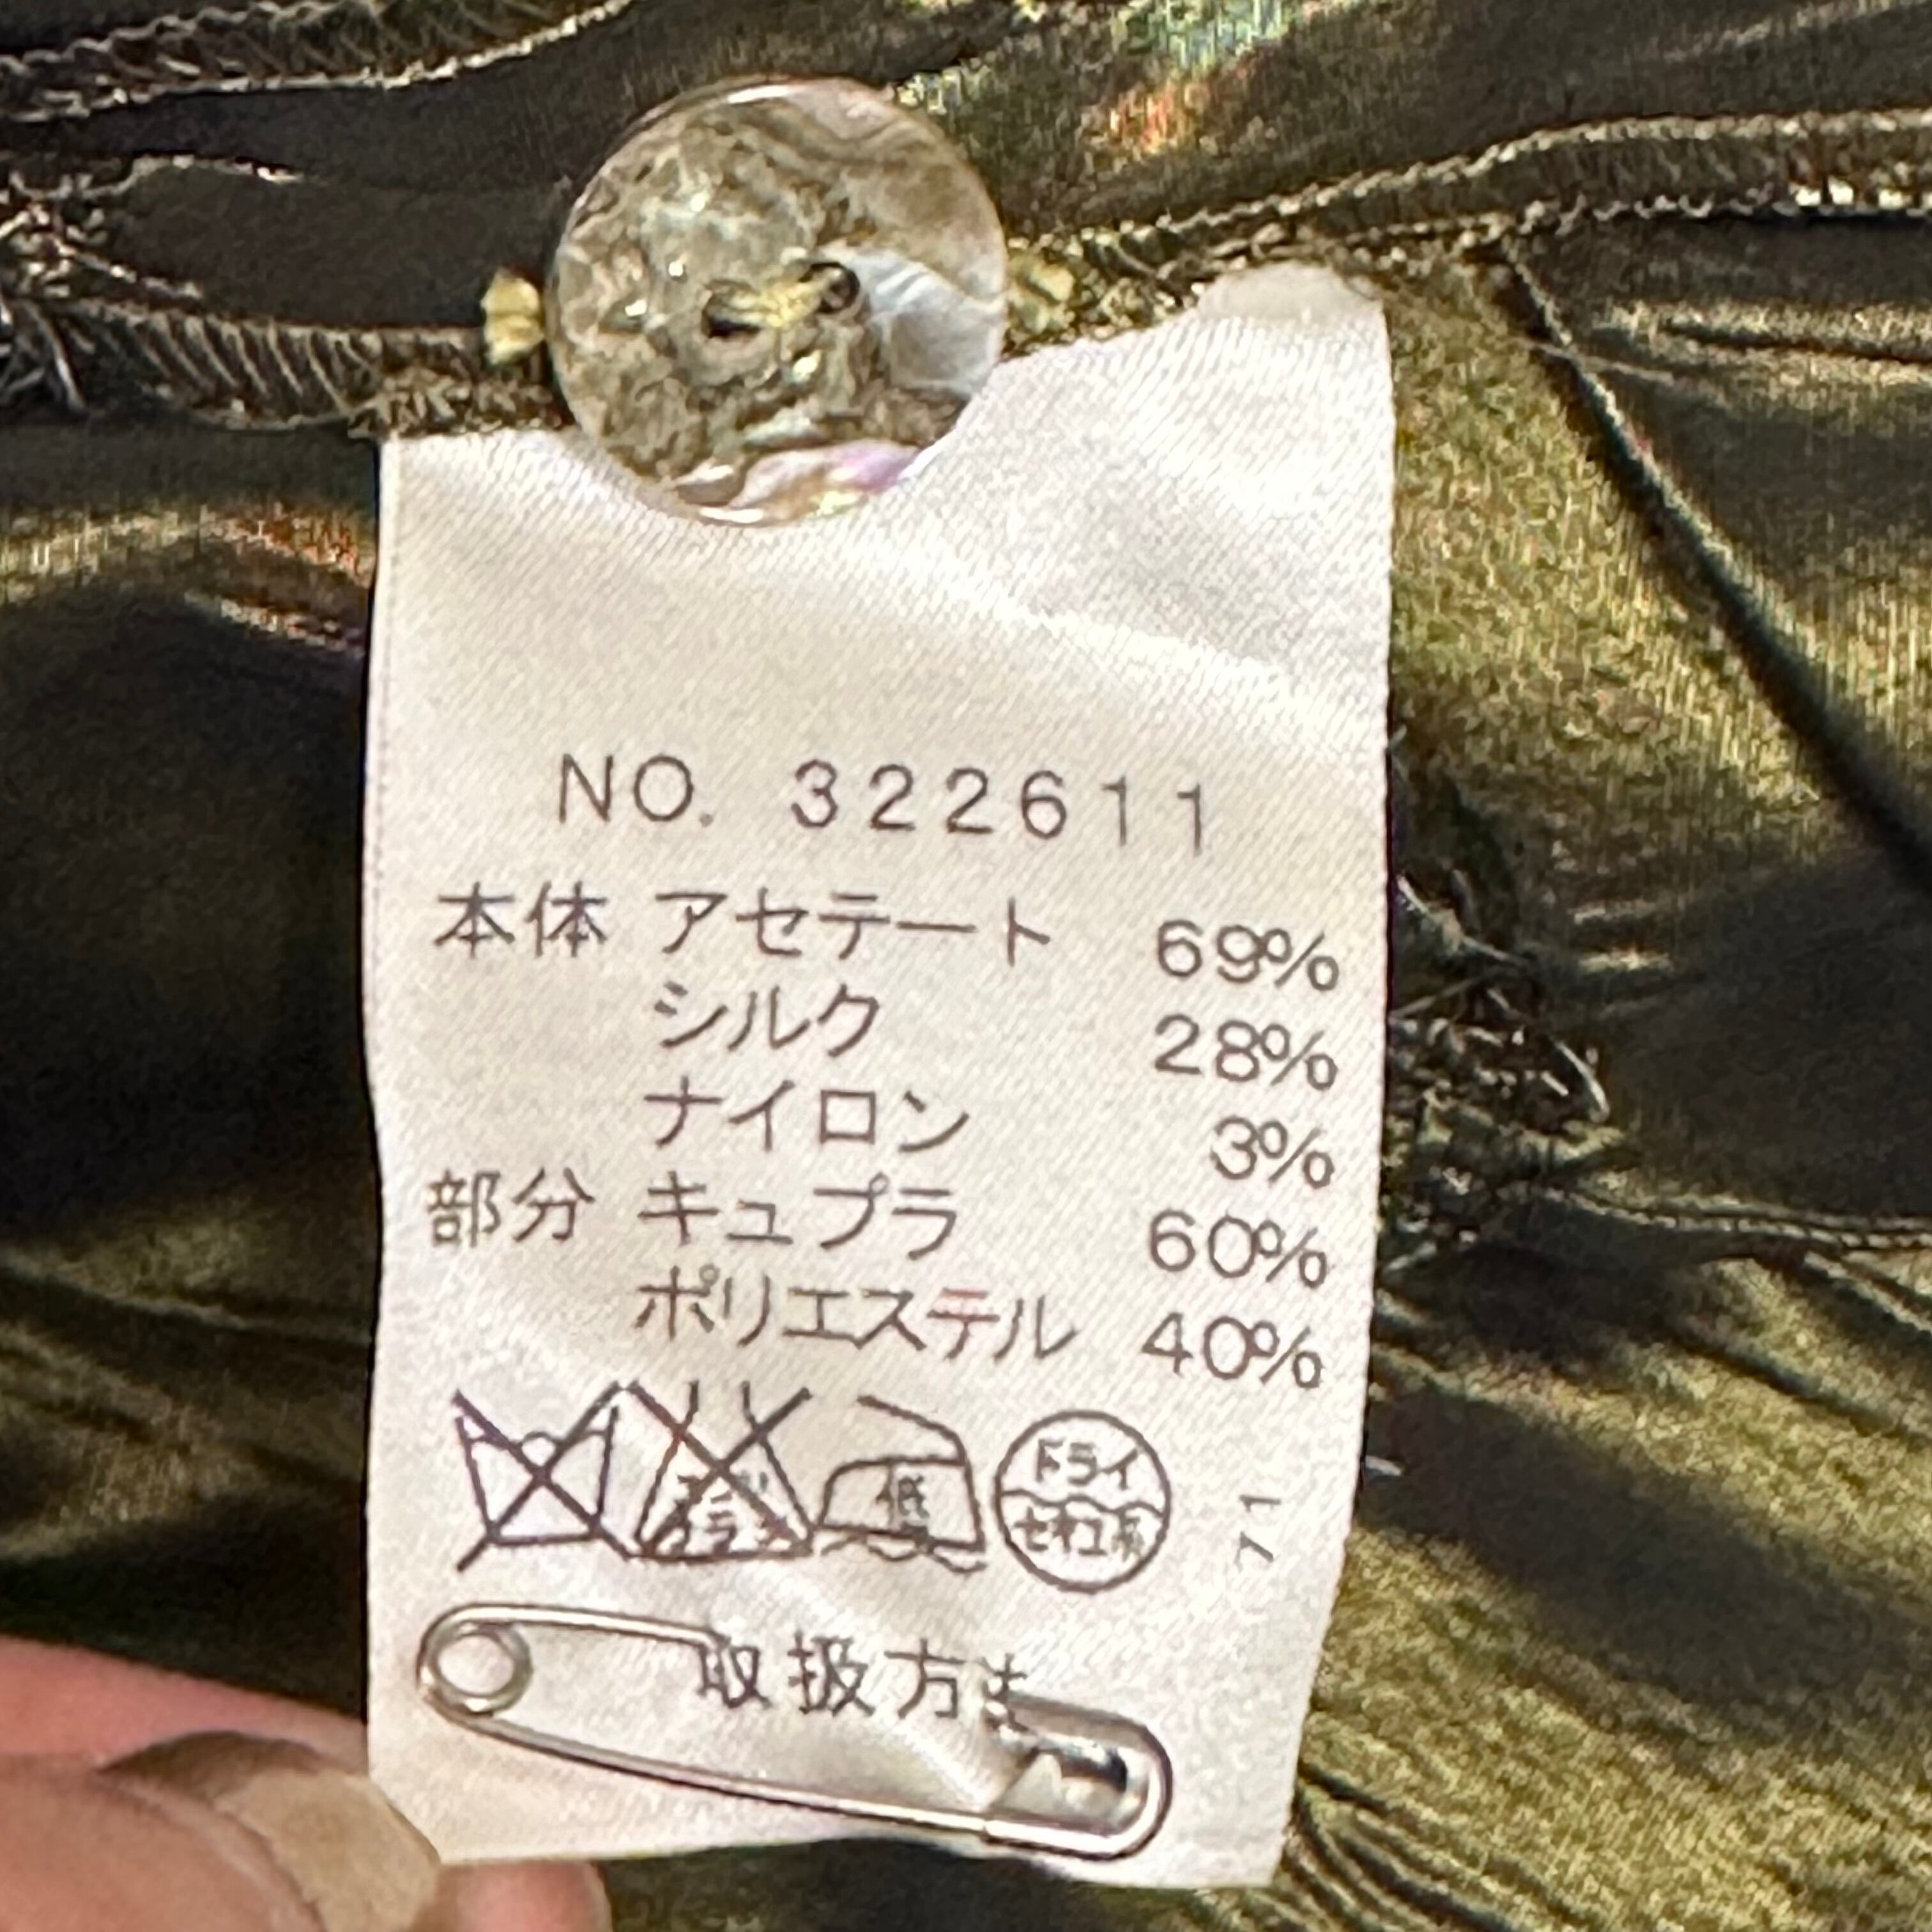 NO. 322611
本体 アセテート 69%
シルク 28%
ナイロン 3%
部分 キュプラ 60%
ポリエステル 40%
低
ドライ
セキユ系
71
取扱方